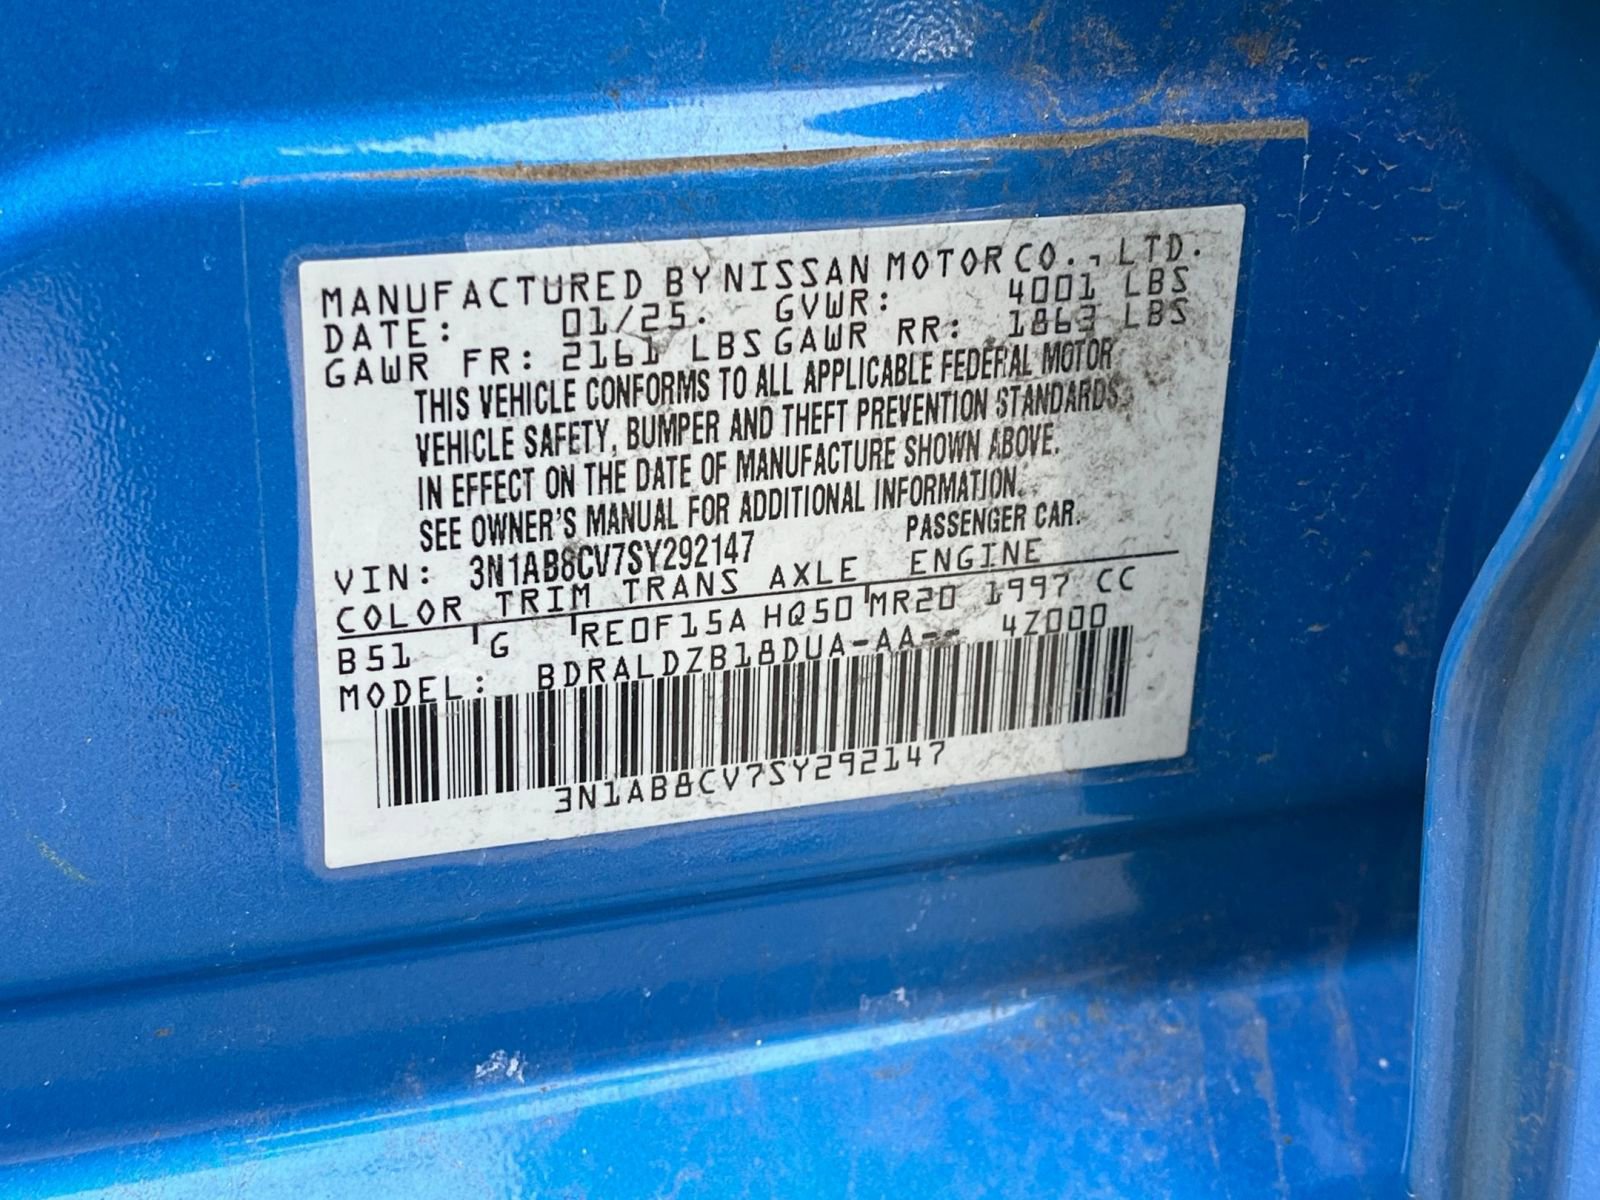 MANUFACTURED BY NISSAN MOTOR CO., LTD.
DATE: 01/25. GVWR: 4001 LBS
GAWR FR: 2161 LBS GAWR RR: 1863 LBS
THIS VEHICLE CONFORMS TO ALL APPLICABLE FEDERAL MOTOR
VEHICLE SAFETY, BUMPER AND THEFT PREVENTION STANDARDS
IN EFFECT ON THE DATE OF MANUFACTURE SHOWN ABOVE.
SEE OWNER'S MANUAL FOR ADDITIONAL INFORMATION.
PASSENGER CAR.
VIN: 3N1AB8CV7SY292147
COLOR TRIM TRANS AXLE ENGINE
B51 G RE0F15A HQ50 MR20 1997 CC
MODEL: BDRALDZB18DUA-AA-- 4Z000
3N1AB8CV7SY292147